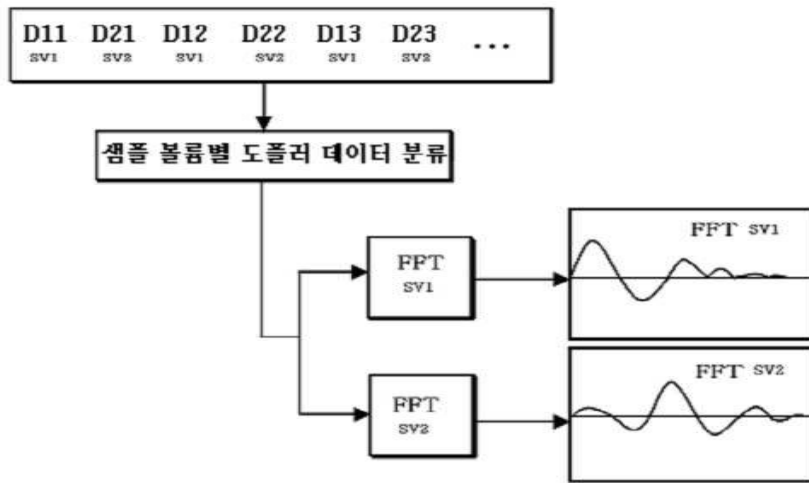 D11 D21 D12 D22 D13 D23 ...
SV1 SV2 SV1 SV2 SV1 SV2
샘플 볼륨별 도플러 데이터 분류
FFT SV1
FFT
SV1
FFT SV2
FFT
SV2